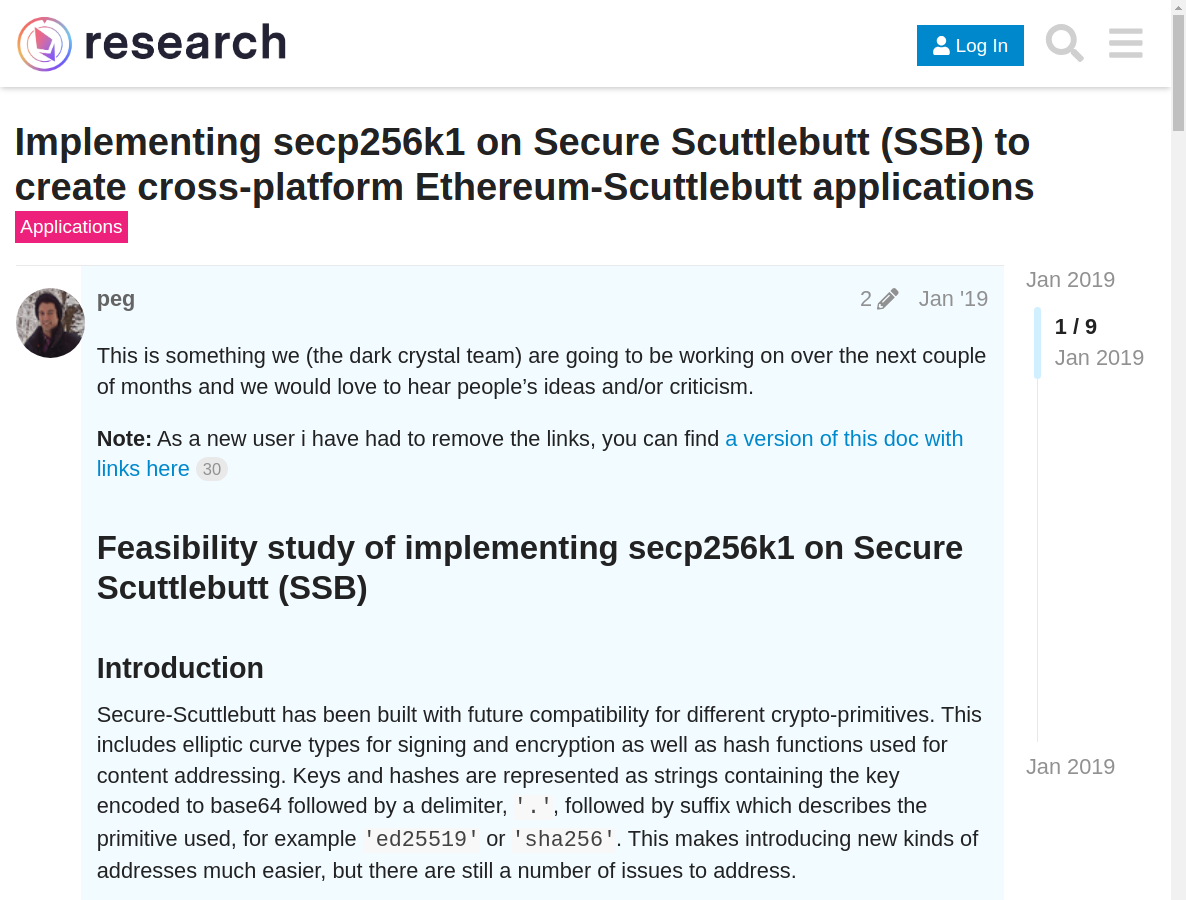 research
Log In
Implementing secp256k1 on Secure Scuttlebutt (SSB) to
create cross-platform Ethereum-Scuttlebutt applications
Applications
peg
2
Jan '19
This is something we (the dark crystal team) are going to be working on over the next couple
of months and we would love to hear people’s ideas and/or criticism.
Note: As a new user i have had to remove the links, you can find a version of this doc with
links here 30
Feasibility study of implementing secp256k1 on Secure
Scuttlebutt (SSB)
Introduction
Secure-Scuttlebutt has been built with future compatibility for different crypto-primitives. This
includes elliptic curve types for signing and encryption as well as hash functions used for
content addressing. Keys and hashes are represented as strings containing the key
encoded to base64 followed by a delimiter, '.', followed by suffix which describes the
primitive used, for example 'ed25519' or 'sha256'. This makes introducing new kinds of
addresses much easier, but there are still a number of issues to address.
Jan 2019
1 / 9
Jan 2019
Jan 2019